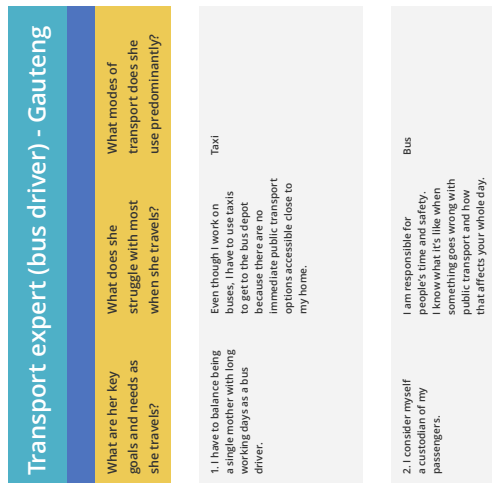 Transport expert (bus driver) - Gauteng
What are her key
goals and needs as
she travels?
What does she
struggle with most
when she travels?
What modes of
transport does she
use predominantly?
1. I have to balance being
a single mother with long
working days as a bus
driver.
Even though I work on
buses, I have to use taxis
to get to the bus depot
because there are no
immediate public transport
options accessible close to
my home.
Taxi
2. I consider myself
a custodian of my
passengers.
I am responsible for
people's time and safety.
I know what it's like when
something goes wrong with
public transport and how
that affects your whole day.
Bus